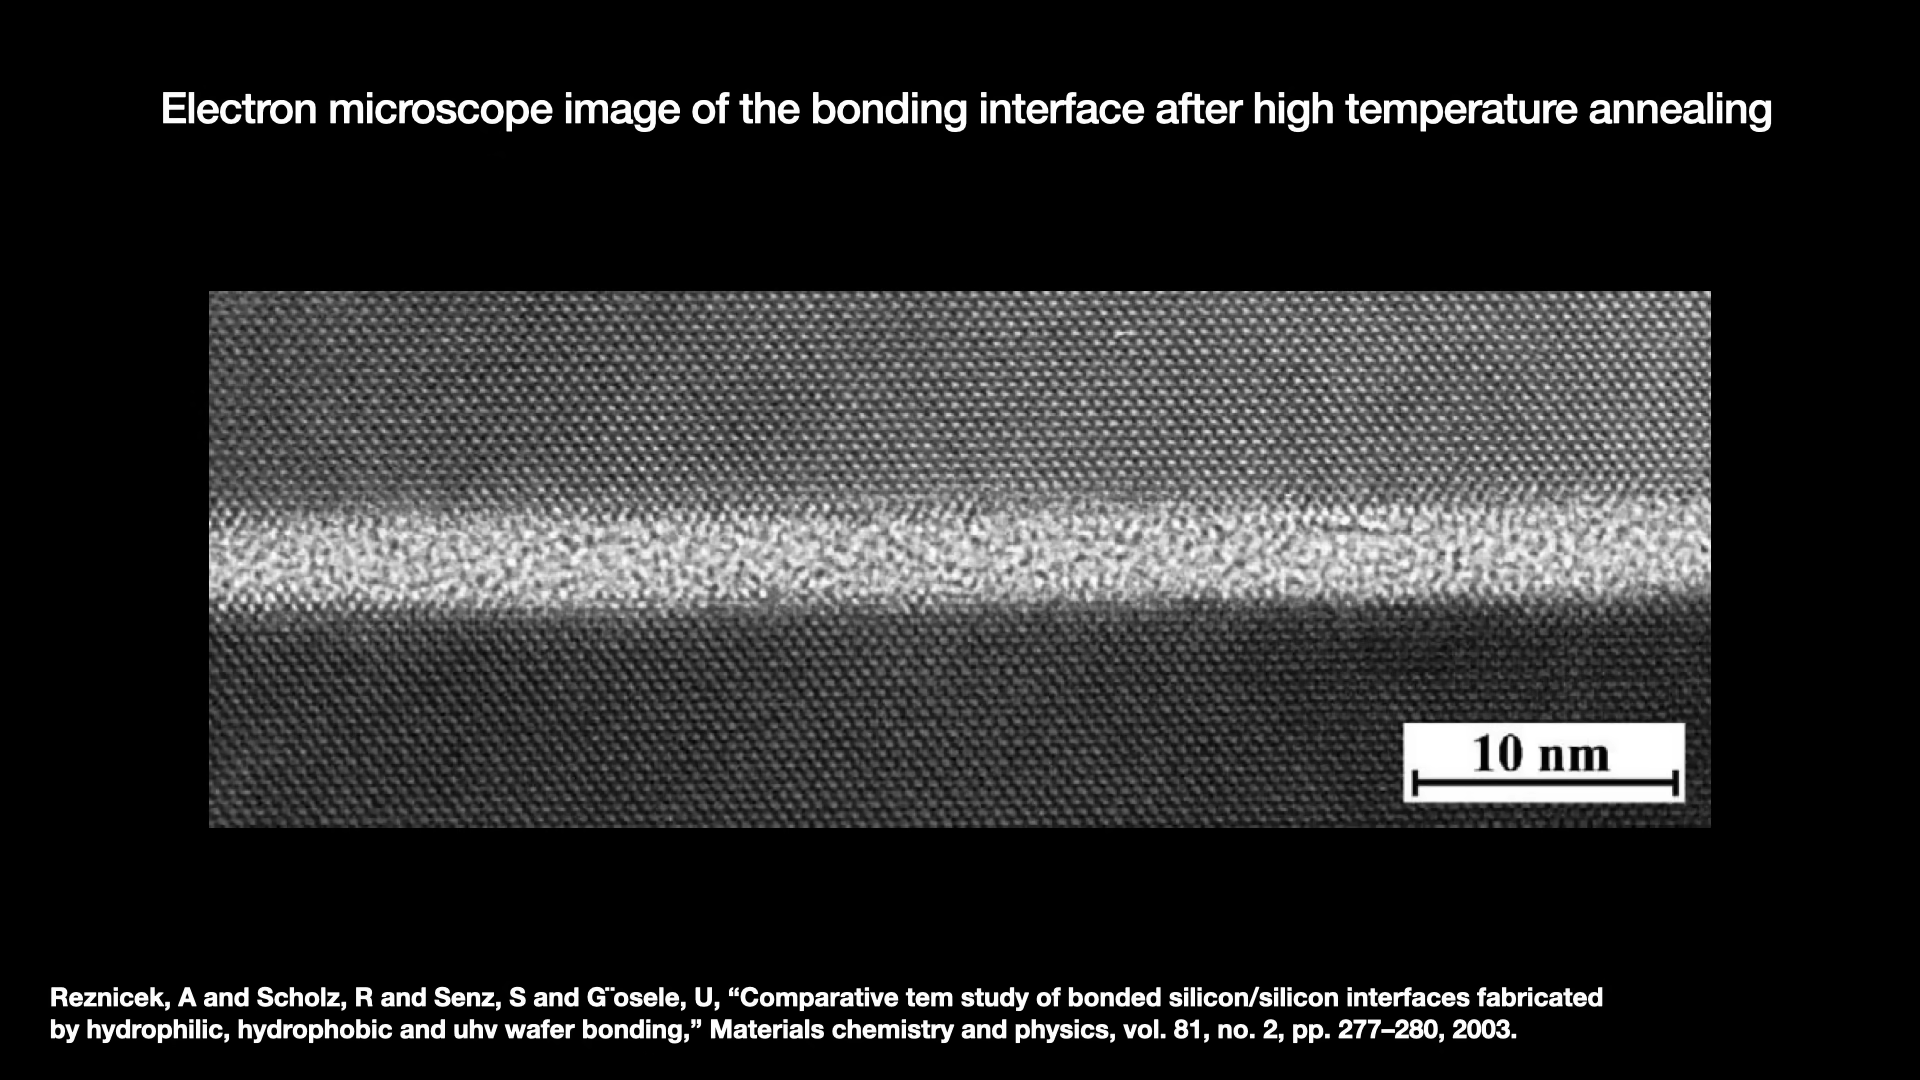 Electron microscope image of the bonding interface after high temperature annealing
10 nm
Reznicek, A and Scholz, R and Senz, S and G¨osele, U, “Comparative tem study of bonded silicon/silicon interfaces fabricated
by hydrophilic, hydrophobic and uhv wafer bonding,” Materials chemistry and physics, vol. 81, no. 2, pp. 277–280, 2003.